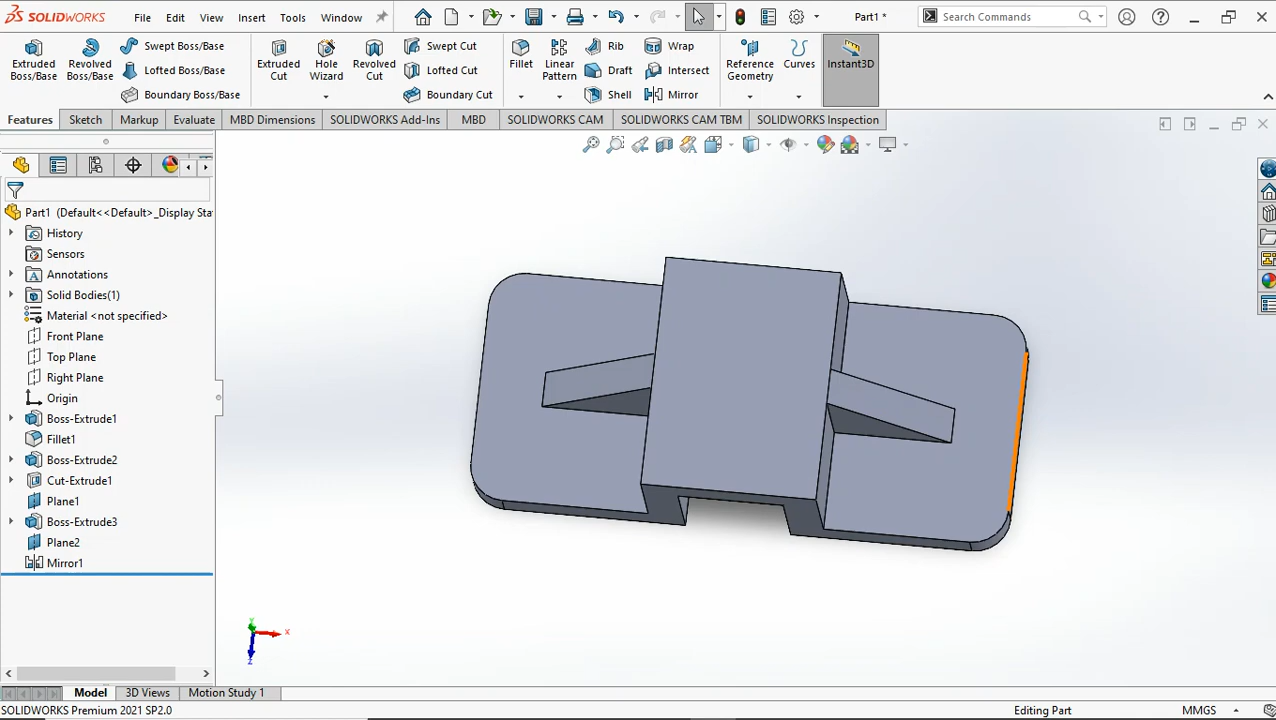 SOLIDWORKS File Edit View Insert Tools Window Part1 * Search Commands
Extruded Boss/Base
Revolved Boss/Base
Swept Boss/Base
Lofted Boss/Base
Boundary Boss/Base
Extruded Cut
Hole Wizard
Revolved Cut
Swept Cut
Lofted Cut
Boundary Cut
Fillet
Linear Pattern
Rib
Draft
Shell
Wrap
Intersect
Mirror
Reference Geometry
Curves
Instant3D
Features Sketch Markup Evaluate MBD Dimensions SOLIDWORKS Add-Ins MBD SOLIDWORKS CAM SOLIDWORKS CAM TBM SOLIDWORKS Inspection
Part1 (Default<<Default>_Display Sta
History
Sensors
Annotations
Solid Bodies(1)
Material <not specified>
Front Plane
Top Plane
Right Plane
Origin
Boss-Extrude1
Fillet1
Boss-Extrude2
Cut-Extrude1
Plane1
Boss-Extrude3
Plane2
Mirror1
Y
X
Z
Model 3D Views Motion Study 1
SOLIDWORKS Premium 2021 SP2.0 Editing Part MMGS